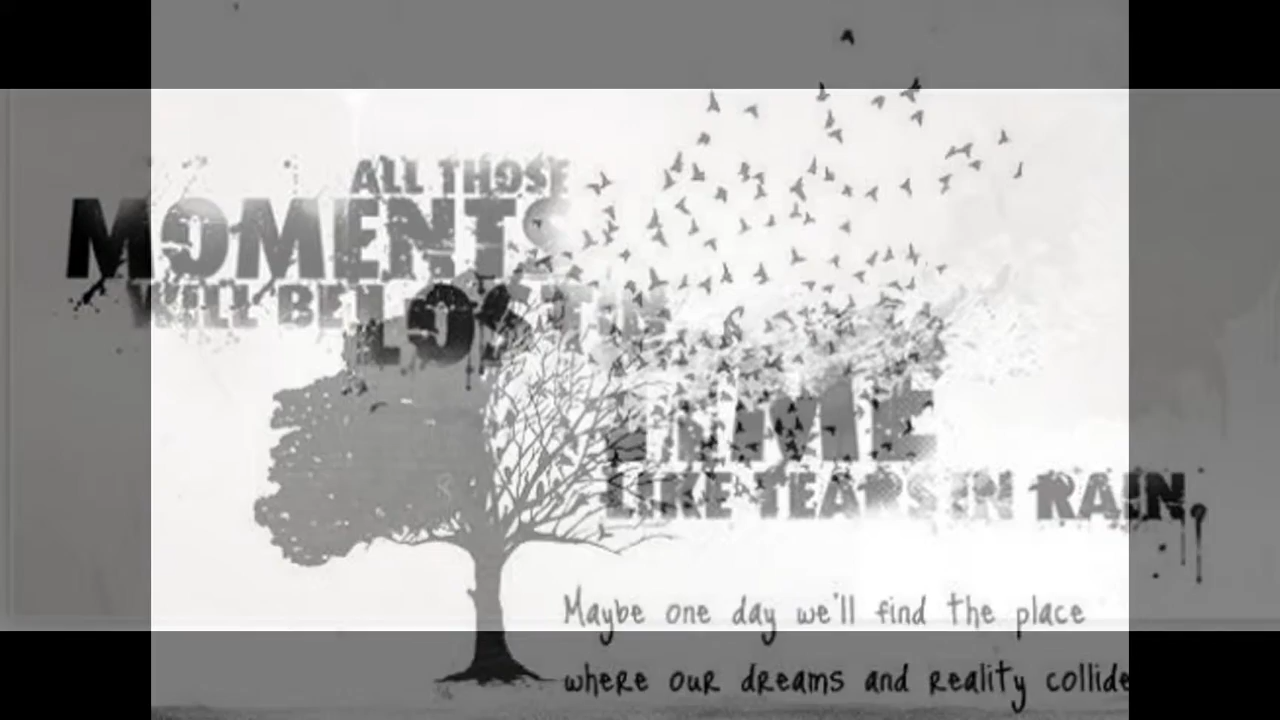 ALL THOSE
MOMENTS
WILL BE LOST IN
TIME
LIKE TEARS IN RAIN.
Maybe one day we'll find the place
where our dreams and reality collide